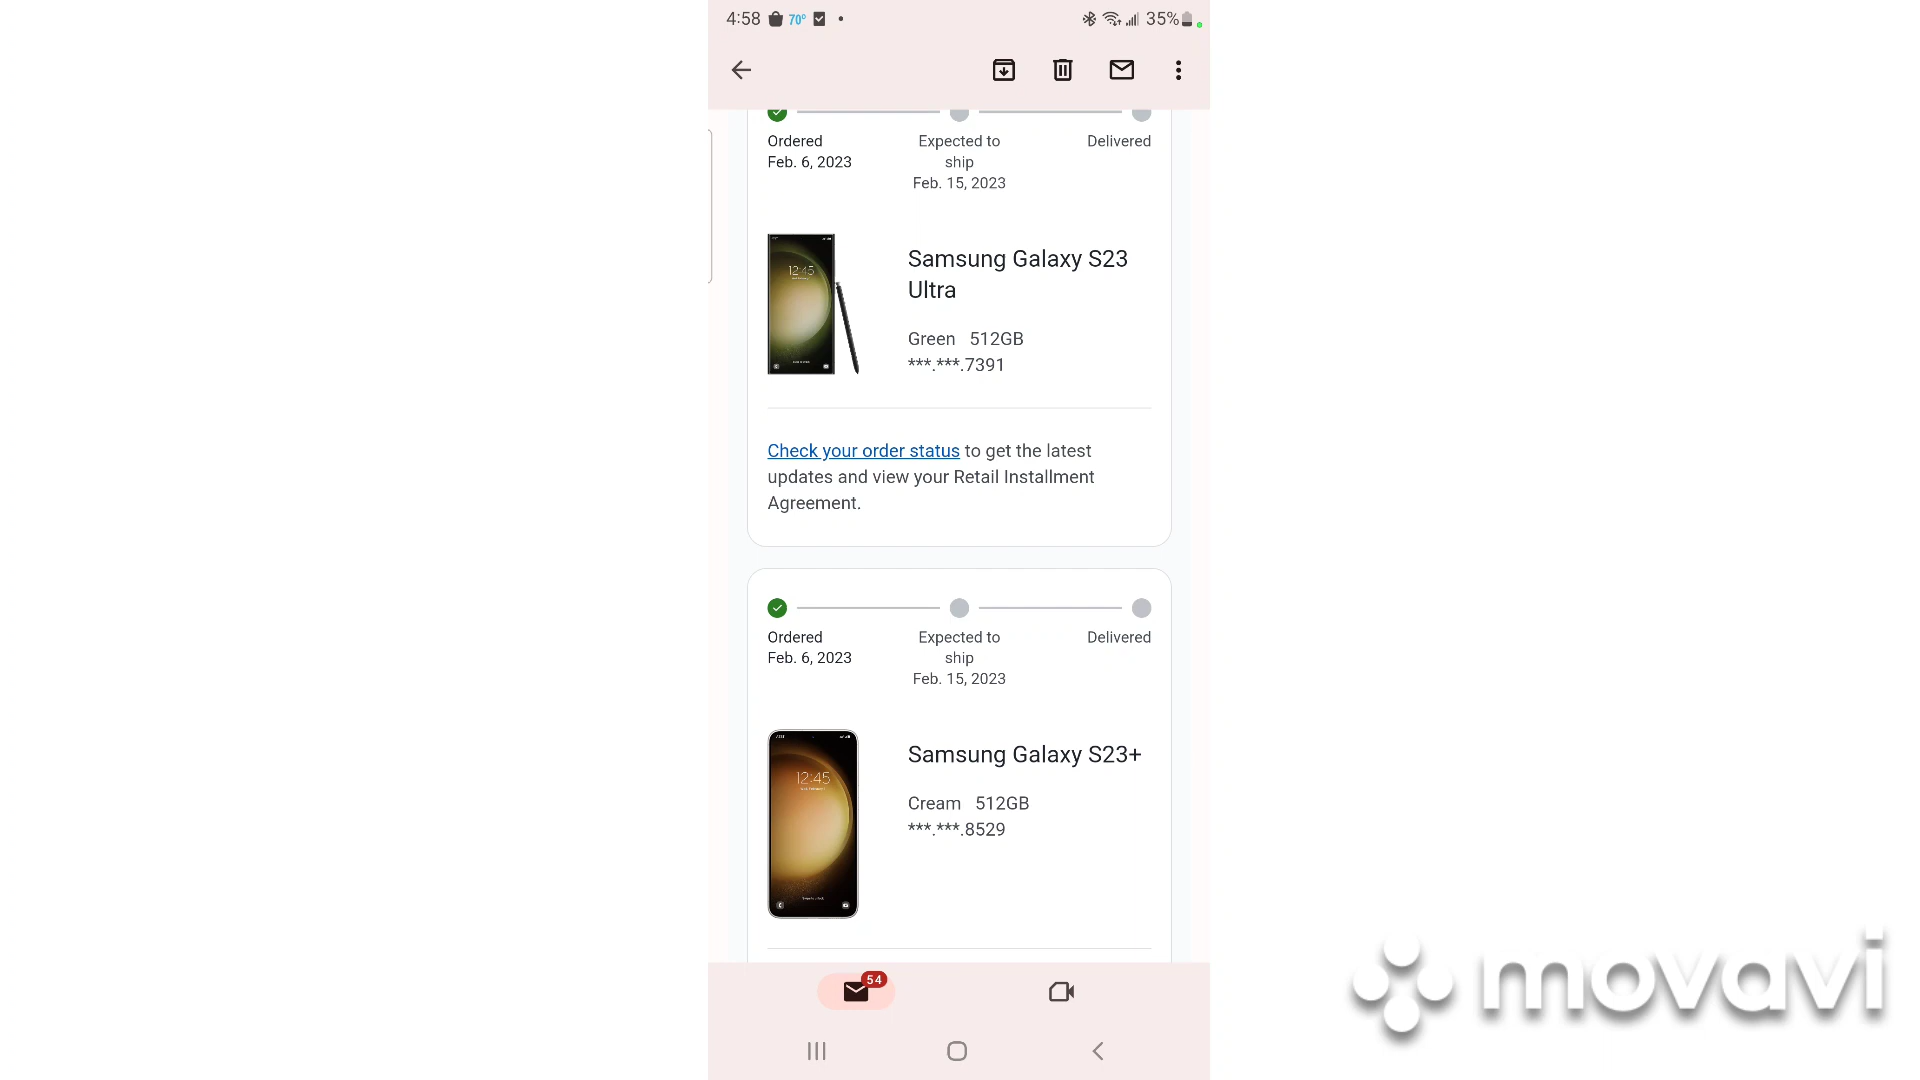 4:58 70°
35%
Ordered
Feb. 6, 2023
Expected to
ship
Feb. 15, 2023
Delivered
12:45
Samsung Galaxy S23
Ultra
Green 512GB
***.***.7391
Check your order status to get the latest
updates and view your Retail Installment
Agreement.
Ordered
Feb. 6, 2023
Expected to
ship
Feb. 15, 2023
Delivered
12:45
Samsung Galaxy S23+
Cream 512GB
***.***.8529
54
movavi